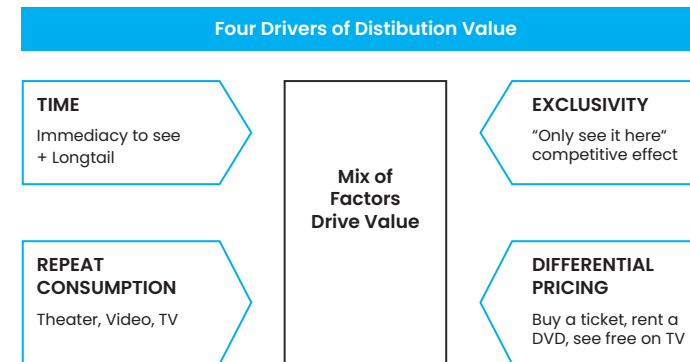 Four Drivers of Distibution Value
TIME
Immediacy to see
+ Longtail
Mix of
Factors
Drive Value
EXCLUSIVITY
“Only see it here“
competitive effect
REPEAT
CONSUMPTION
Theater, Video, TV
DIFFERENTIAL
PRICING
Buy a ticket, rent a
DVD, see free on TV